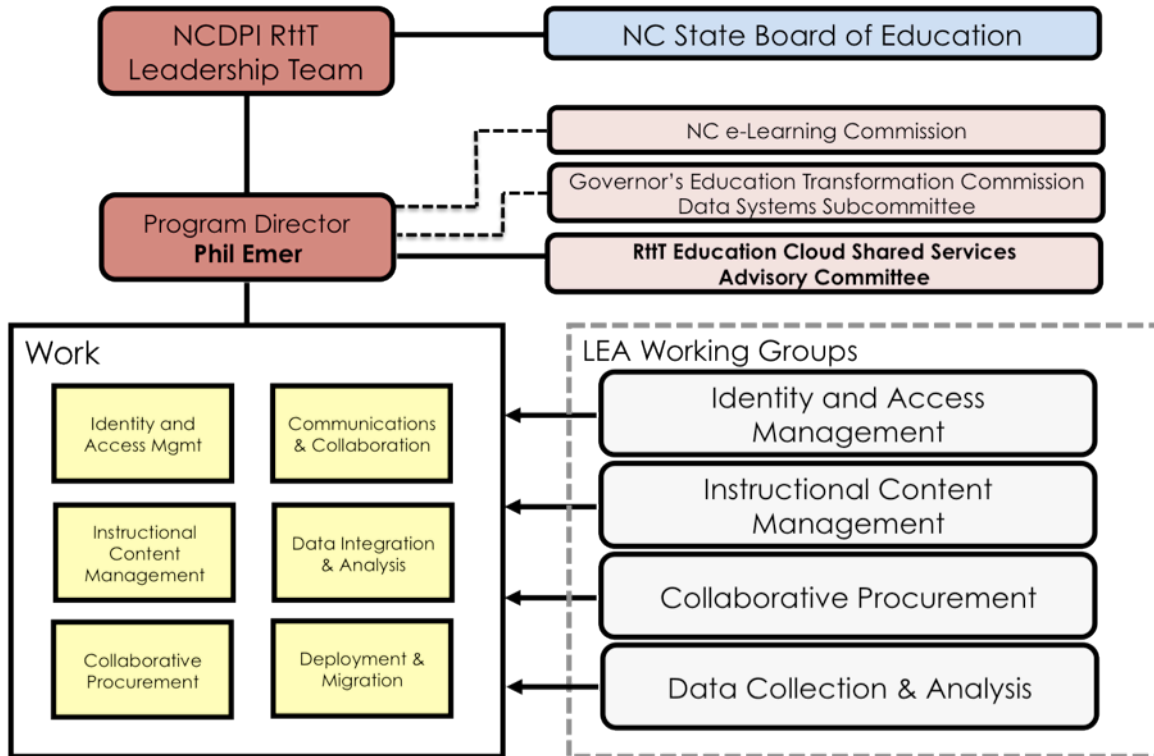 NCDPI RttT
Leadership Team
NC State Board of Education
NC e-Learning Commission
Governor's Education Transformation Commission
Data Systems Subcommittee
Program Director
Phil Emer
RttT Education Cloud Shared Services
Advisory Committee
Work
Identity and
Access Mgmt
Communications
& Collaboration
Instructional
Content
Management
Data Integration
& Analysis
Collaborative
Procurement
Deployment &
Migration
LEA Working Groups
Identity and Access
Management
Instructional Content
Management
Collaborative Procurement
Data Collection & Analysis